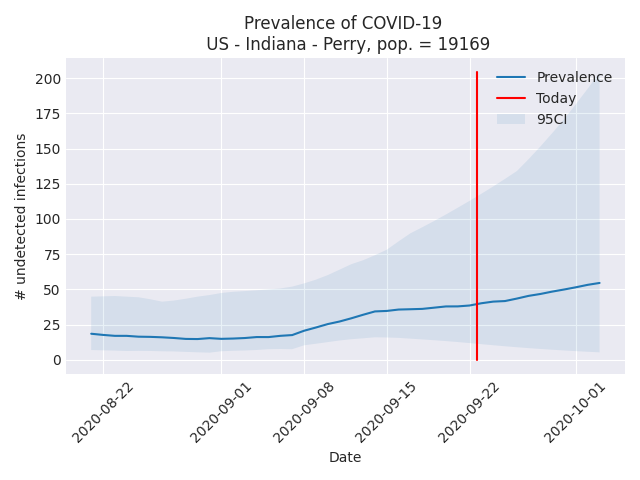 Prevalence of COVID-19
US - Indiana - Perry, pop. = 19169
Prevalence
Today
95CI
# undetected infections
200
175
150
125
100
75
50
25
0
2020-08-22
2020-09-01
2020-09-08
2020-09-15
2020-09-22
2020-10-01
Date